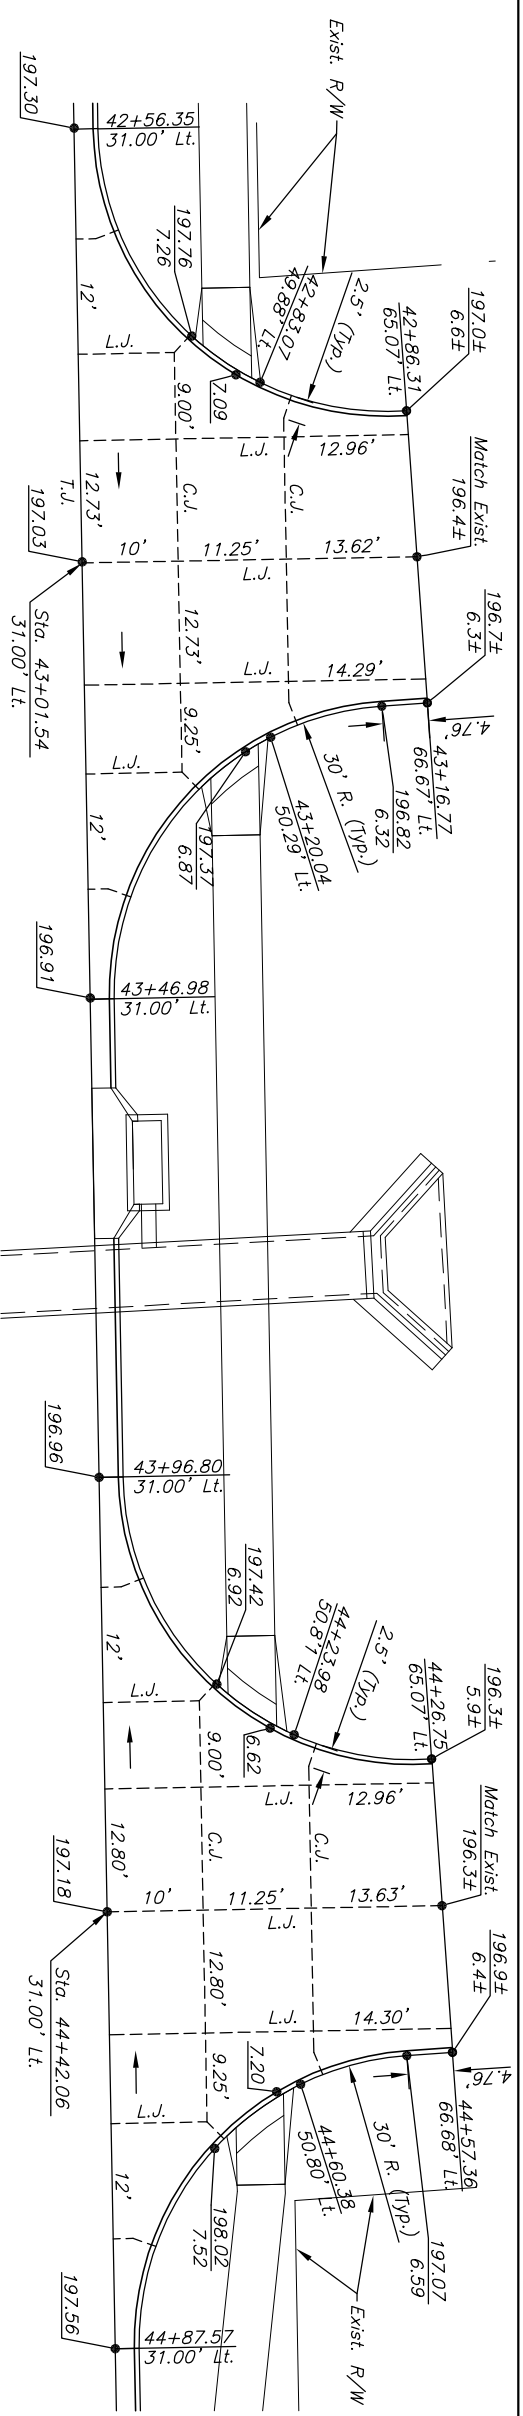 Exist. R/W
197.30
42+56.35
31.00' Lt.
197.76
7.26
42+83.07
49.88' Lt.
2.5' (Typ.)
42+86.31
65.07' Lt.
197.0±
6.6±
12'
L.J.
9.00'
7.09
L.J.
12.96'
Match Exist.
196.4±
T.J.
12.73'
C.J.
C.J.
197.03
10'
11.25'
13.62'
L.J.
Sta. 43+01.54
31.00' Lt.
12.73'
196.7±
6.3±
L.J.
14.29'
4.76'
43+16.77
66.67' Lt.
L.J.
9.25'
30' R. (Typ.)
196.82
6.32
43+20.04
50.29' Lt.
197.37
6.87
12'
196.91
43+46.98
31.00' Lt.
196.96
43+96.80
31.00' Lt.
197.42
6.92
44+23.98
50.81' Lt.
2.5' (Typ.)
44+26.75
65.07' Lt.
196.3±
5.9±
12'
L.J.
9.00'
6.62
L.J.
12.96'
Match Exist.
196.3±
12.80'
C.J.
C.J.
197.18
10'
11.25'
13.63'
L.J.
Sta. 44+42.06
31.00' Lt.
12.80'
196.9±
6.4±
L.J.
14.30'
4.76'
44+57.36
66.68' Lt.
L.J.
9.25'
7.20
30' R. (Typ.)
197.07
6.59
44+60.38
50.80' Lt.
198.02
7.52
12'
197.56
44+87.57
31.00' Lt.
Exist. R/W